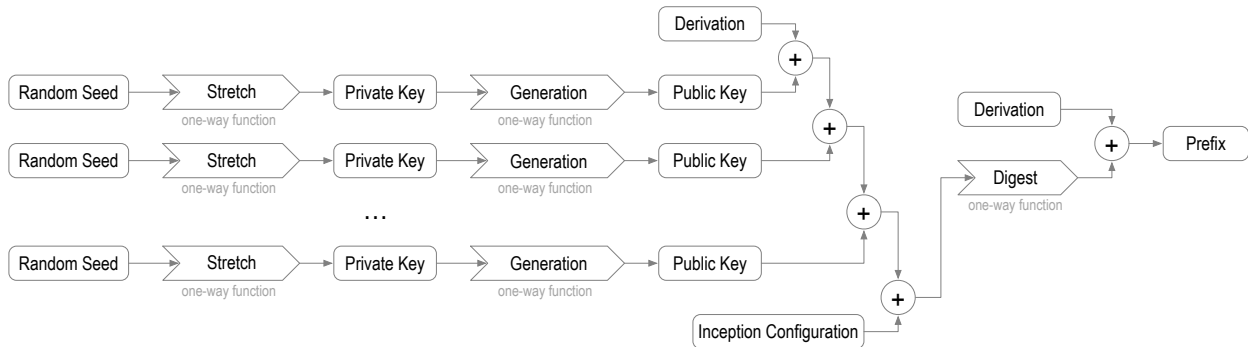 Derivation
+
Random Seed
Stretch
one-way function
Private Key
Generation
one-way function
Public Key
+
Random Seed
Stretch
one-way function
Private Key
Generation
one-way function
Public Key
...
+
Random Seed
Stretch
one-way function
Private Key
Generation
one-way function
Public Key
+
Inception Configuration
Derivation
+
Prefix
Digest
one-way function